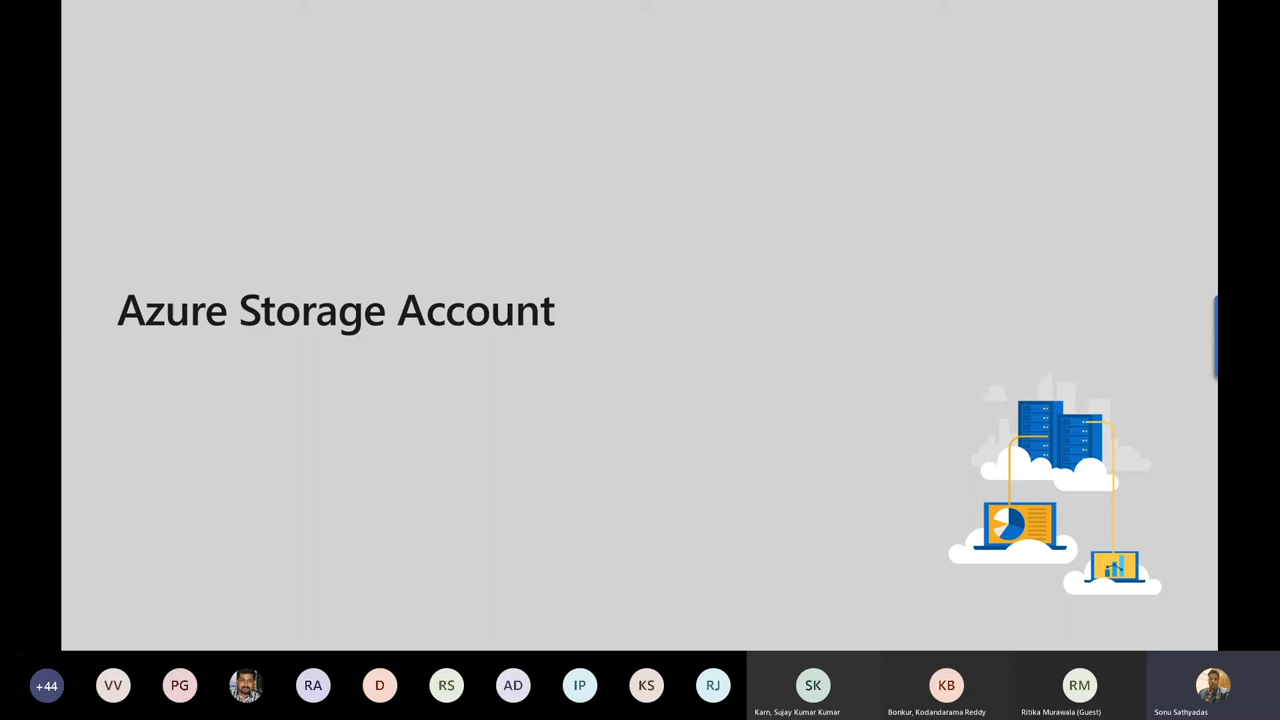 Azure Storage Account
+44
VV
PG
RA
D
RS
AD
IP
KS
RJ
SK
KB
RM
Karn, Sujay Kumar Kumar
Bonkur, Kodandarama Reddy
Ritika Murawala (Guest)
Sonu Sathyadas